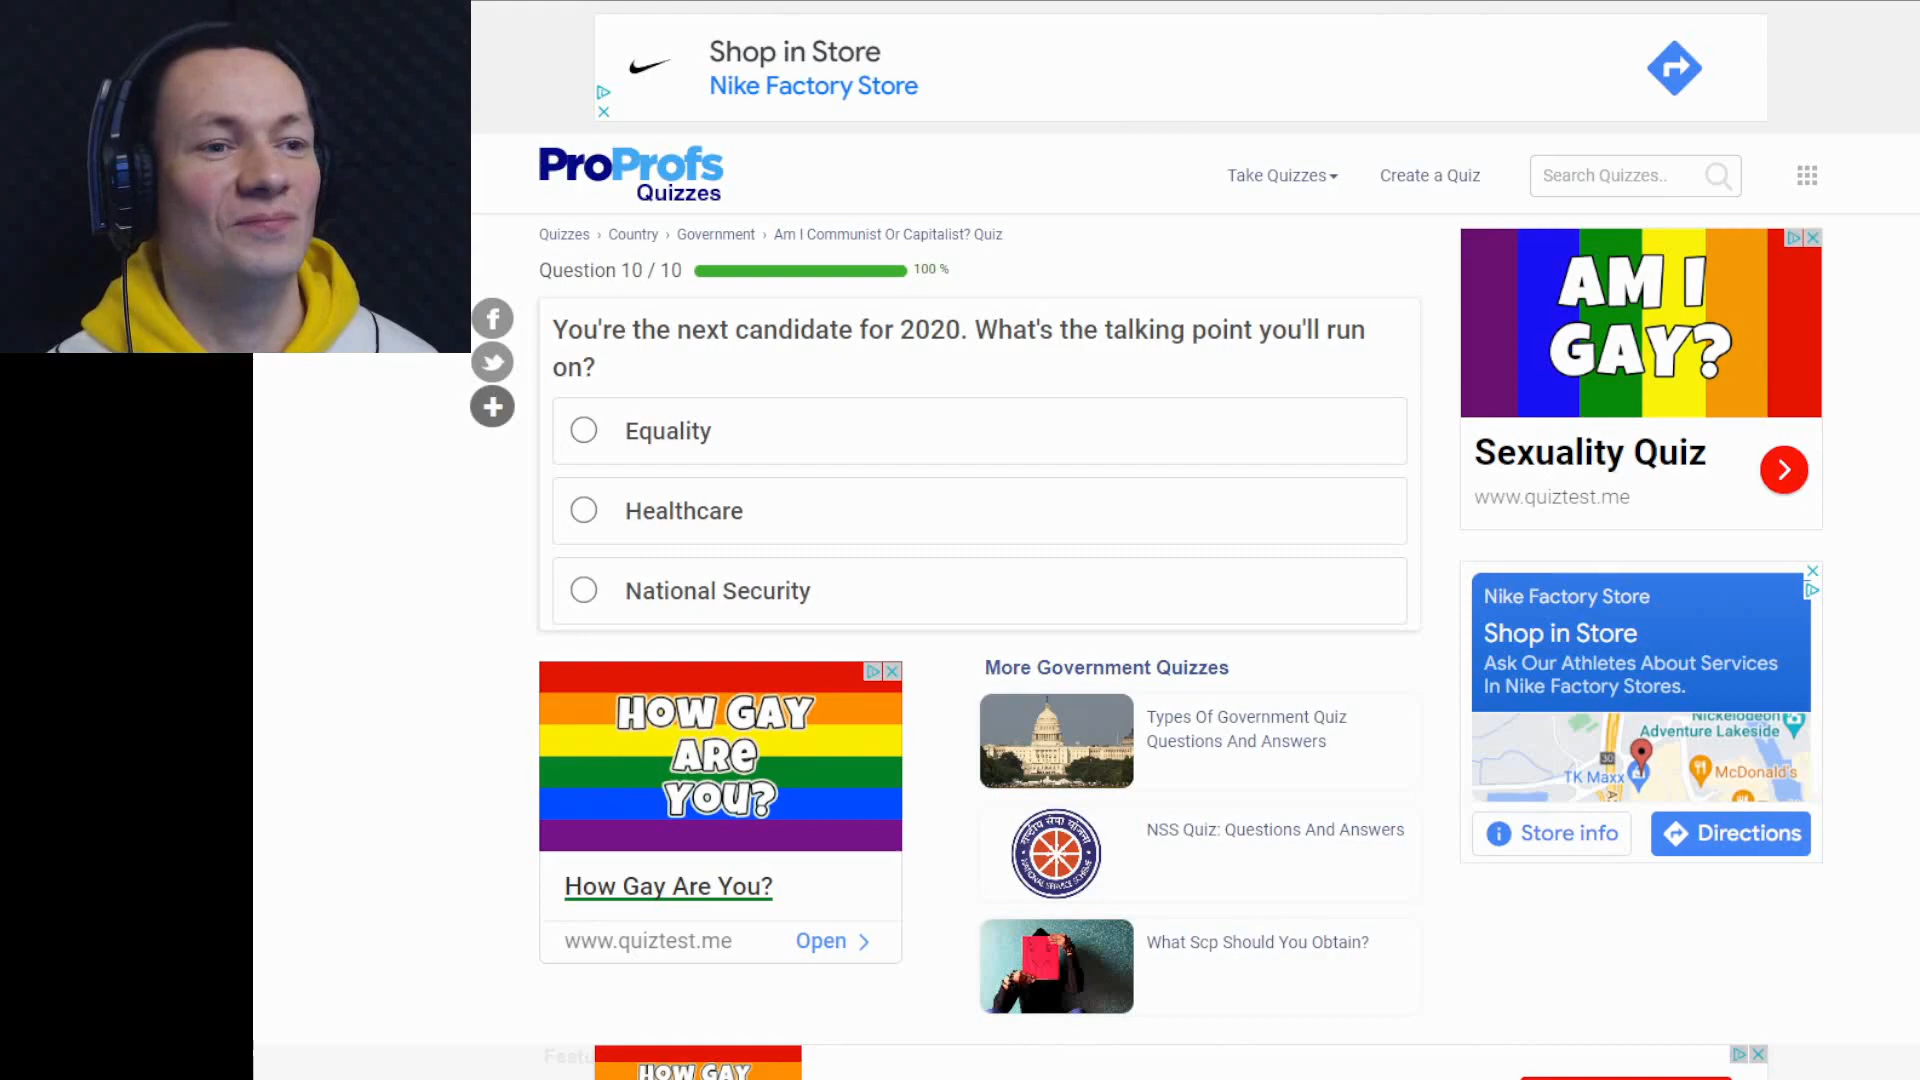 Shop in Store
Nike Factory Store
ProProfs
Quizzes
Take Quizzes
Create a Quiz
Search Quizzes..
Quizzes › Country › Government › Am I Communist Or Capitalist? Quiz
Question 10 / 10
100 %
You're the next candidate for 2020. What's the talking point you'll run
on?
Equality
Healthcare
National Security
AM I
GAY?
Sexuality Quiz
www.quiztest.me
Nike Factory Store
Shop in Store
Ask Our Athletes About Services
In Nike Factory Stores.
Nickelodeon
Adventure Lakeside
30
TK Maxx
McDonald's
Store info
Directions
HOW GAY
ARe
YOU?
How Gay Are You?
www.quiztest.me
Open
More Government Quizzes
Types Of Government Quiz
Questions And Answers
NSS Quiz: Questions And Answers
What Scp Should You Obtain?
Featu
HOW GAY